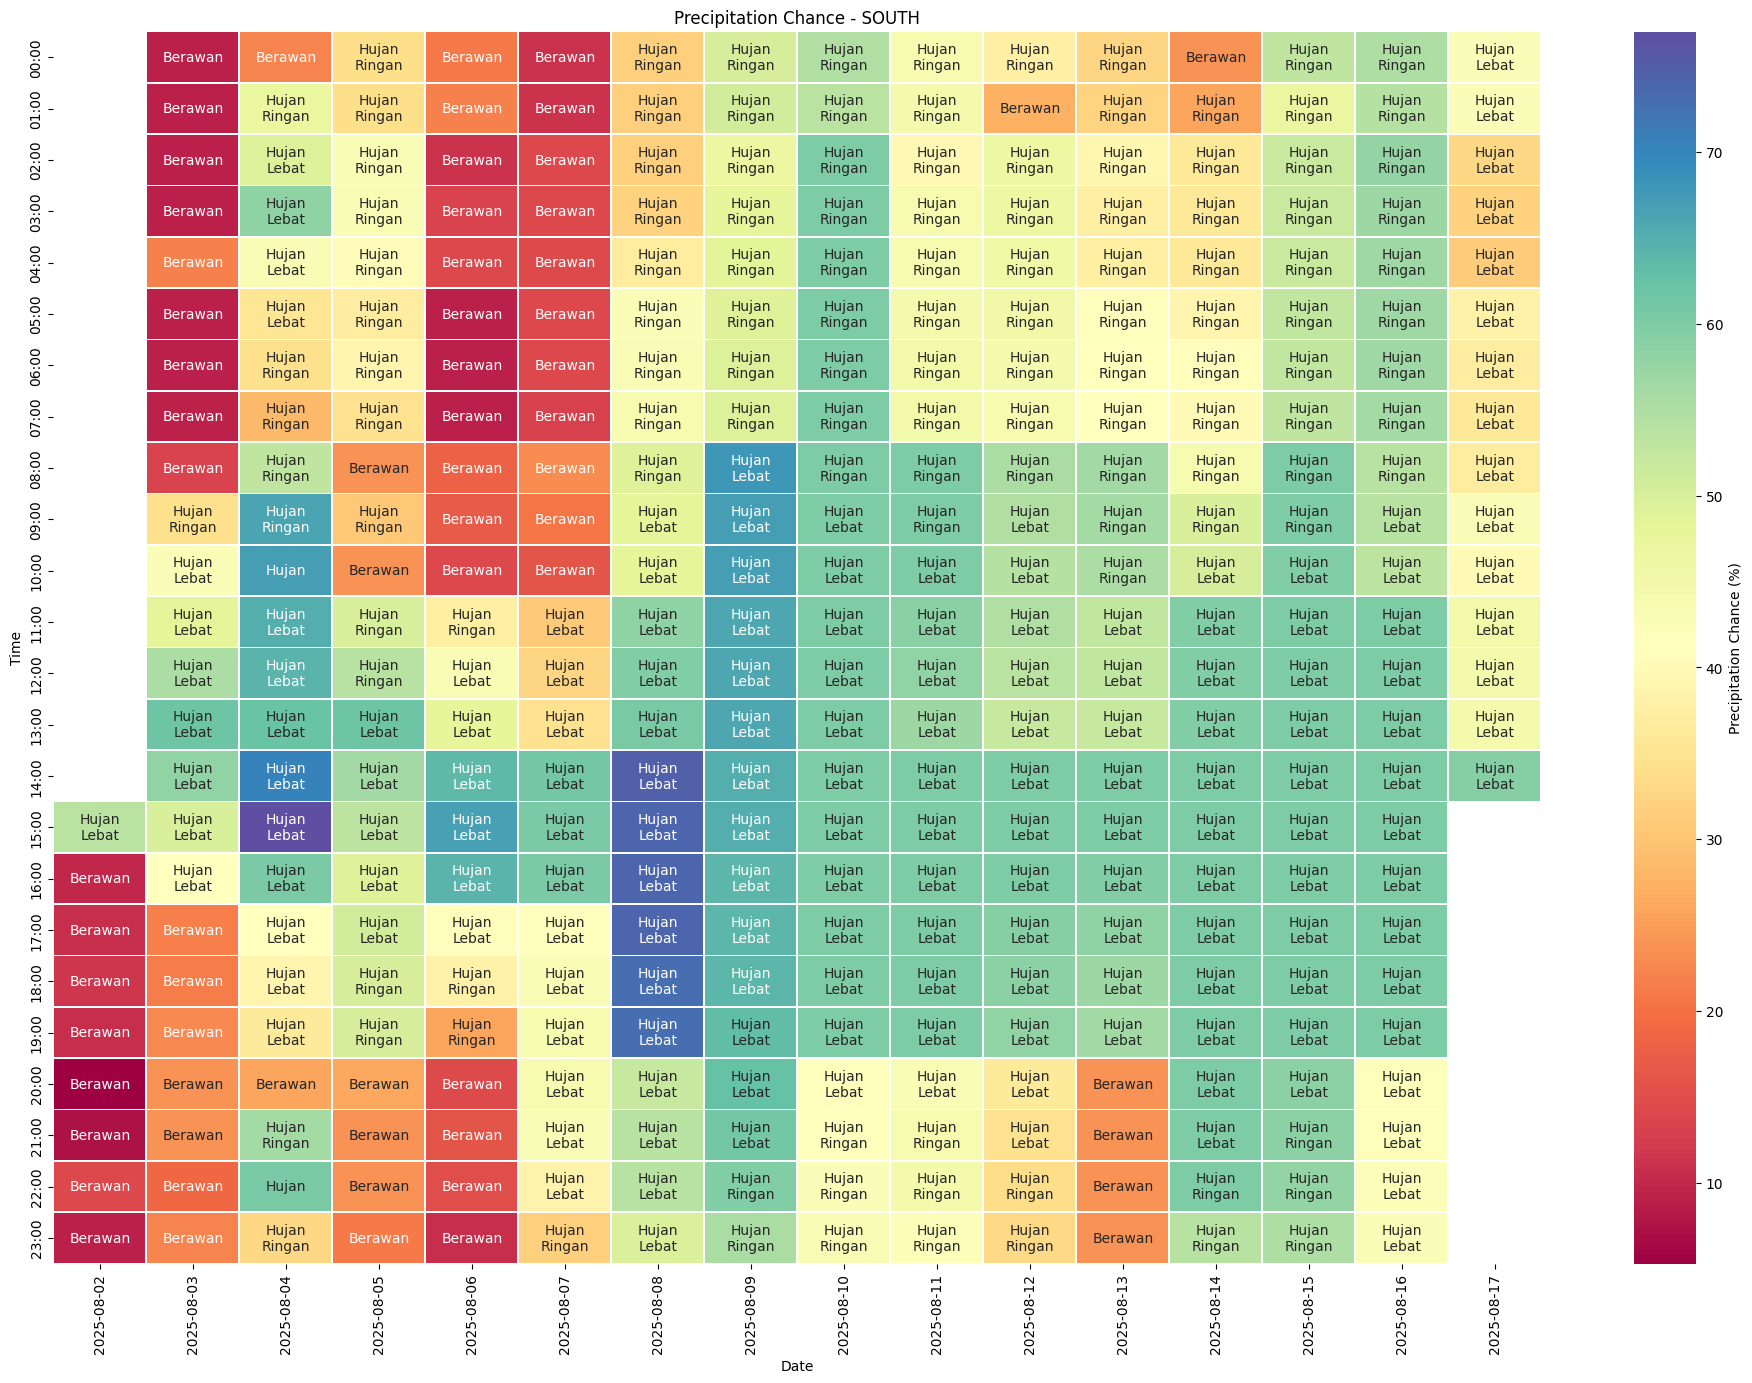 Precipitation Chance - SOUTH
00:00 Berawan Berawan Hujan Ringan Berawan Berawan Hujan Ringan Hujan Ringan Hujan Ringan Hujan Ringan Hujan Ringan Hujan Ringan Berawan Hujan Ringan Hujan Ringan Hujan Lebat
01:00 Berawan Hujan Ringan Hujan Ringan Berawan Berawan Hujan Ringan Hujan Ringan Hujan Ringan Hujan Ringan Berawan Hujan Ringan Hujan Ringan Hujan Ringan Hujan Ringan Hujan Lebat
02:00 Berawan Hujan Lebat Hujan Ringan Berawan Berawan Hujan Ringan Hujan Ringan Hujan Ringan Hujan Ringan Hujan Ringan Hujan Ringan Hujan Ringan Hujan Ringan Hujan Ringan Hujan Lebat
03:00 Berawan Hujan Lebat Hujan Ringan Berawan Berawan Hujan Ringan Hujan Ringan Hujan Ringan Hujan Ringan Hujan Ringan Hujan Ringan Hujan Ringan Hujan Ringan Hujan Ringan Hujan Lebat
04:00 Berawan Hujan Lebat Hujan Ringan Berawan Berawan Hujan Ringan Hujan Ringan Hujan Ringan Hujan Ringan Hujan Ringan Hujan Ringan Hujan Ringan Hujan Ringan Hujan Ringan Hujan Lebat
05:00 Berawan Hujan Lebat Hujan Ringan Berawan Berawan Hujan Ringan Hujan Ringan Hujan Ringan Hujan Ringan Hujan Ringan Hujan Ringan Hujan Ringan Hujan Ringan Hujan Ringan Hujan Lebat
06:00 Berawan Hujan Ringan Hujan Ringan Berawan Berawan Hujan Ringan Hujan Ringan Hujan Ringan Hujan Ringan Hujan Ringan Hujan Ringan Hujan Ringan Hujan Ringan Hujan Ringan Hujan Lebat
07:00 Berawan Hujan Ringan Hujan Ringan Berawan Berawan Hujan Ringan Hujan Ringan Hujan Ringan Hujan Ringan Hujan Ringan Hujan Ringan Hujan Ringan Hujan Ringan Hujan Ringan Hujan Lebat
08:00 Berawan Hujan Ringan Berawan Berawan Berawan Hujan Ringan Hujan Lebat Hujan Ringan Hujan Ringan Hujan Ringan Hujan Ringan Hujan Ringan Hujan Ringan Hujan Ringan Hujan Lebat
09:00 Hujan Ringan Hujan Ringan Hujan Ringan Berawan Berawan Hujan Lebat Hujan Lebat Hujan Lebat Hujan Ringan Hujan Lebat Hujan Ringan Hujan Ringan Hujan Ringan Hujan Lebat Hujan Lebat
10:00 Hujan Lebat Hujan Berawan Berawan Berawan Hujan Lebat Hujan Lebat Hujan Lebat Hujan Lebat Hujan Lebat Hujan Ringan Hujan Lebat Hujan Lebat Hujan Lebat Hujan Lebat
11:00 Hujan Lebat Hujan Lebat Hujan Ringan Hujan Ringan Hujan Lebat Hujan Lebat Hujan Lebat Hujan Lebat Hujan Lebat Hujan Lebat Hujan Lebat Hujan Lebat Hujan Lebat Hujan Lebat Hujan Lebat
12:00 Hujan Lebat Hujan Lebat Hujan Ringan Hujan Lebat Hujan Lebat Hujan Lebat Hujan Lebat Hujan Lebat Hujan Lebat Hujan Lebat Hujan Lebat Hujan Lebat Hujan Lebat Hujan Lebat Hujan Lebat
13:00 Hujan Lebat Hujan Lebat Hujan Lebat Hujan Lebat Hujan Lebat Hujan Lebat Hujan Lebat Hujan Lebat Hujan Lebat Hujan Lebat Hujan Lebat Hujan Lebat Hujan Lebat Hujan Lebat Hujan Lebat
14:00 Hujan Lebat Hujan Lebat Hujan Lebat Hujan Lebat Hujan Lebat Hujan Lebat Hujan Lebat Hujan Lebat Hujan Lebat Hujan Lebat Hujan Lebat Hujan Lebat Hujan Lebat Hujan Lebat Hujan Lebat
15:00 Hujan Lebat Hujan Lebat Hujan Lebat Hujan Lebat Hujan Lebat Hujan Lebat Hujan Lebat Hujan Lebat Hujan Lebat Hujan Lebat Hujan Lebat Hujan Lebat Hujan Lebat Hujan Lebat Hujan Lebat
16:00 Berawan Hujan Lebat Hujan Lebat Hujan Lebat Hujan Lebat Hujan Lebat Hujan Lebat Hujan Lebat Hujan Lebat Hujan Lebat Hujan Lebat Hujan Lebat Hujan Lebat Hujan Lebat Hujan Lebat
17:00 Berawan Berawan Hujan Lebat Hujan Lebat Hujan Lebat Hujan Lebat Hujan Lebat Hujan Lebat Hujan Lebat Hujan Lebat Hujan Lebat Hujan Lebat Hujan Lebat Hujan Lebat Hujan Lebat
18:00 Berawan Berawan Hujan Lebat Hujan Ringan Hujan Ringan Hujan Lebat Hujan Lebat Hujan Lebat Hujan Lebat Hujan Lebat Hujan Lebat Hujan Lebat Hujan Lebat Hujan Lebat Hujan Lebat
19:00 Berawan Berawan Hujan Lebat Hujan Ringan Hujan Ringan Hujan Lebat Hujan Lebat Hujan Lebat Hujan Lebat Hujan Lebat Hujan Lebat Hujan Lebat Hujan Lebat Hujan Lebat Hujan Lebat
20:00 Berawan Berawan Berawan Berawan Berawan Hujan Lebat Hujan Lebat Hujan Lebat Hujan Lebat Hujan Lebat Hujan Lebat Berawan Hujan Lebat Hujan Lebat Hujan Lebat
21:00 Berawan Berawan Hujan Ringan Berawan Berawan Hujan Lebat Hujan Lebat Hujan Lebat Hujan Ringan Hujan Ringan Hujan Lebat Berawan Hujan Lebat Hujan Ringan Hujan Lebat
22:00 Berawan Berawan Hujan Berawan Berawan Hujan Lebat Hujan Lebat Hujan Ringan Hujan Ringan Hujan Ringan Hujan Ringan Berawan Hujan Ringan Hujan Ringan Hujan Lebat
23:00 Berawan Berawan Hujan Ringan Berawan Berawan Hujan Ringan Hujan Lebat Hujan Ringan Hujan Ringan Hujan Ringan Hujan Ringan Berawan Hujan Ringan Hujan Ringan Hujan Lebat
2025-08-02 2025-08-03 2025-08-04 2025-08-05 2025-08-06 2025-08-07 2025-08-08 2025-08-09 2025-08-10 2025-08-11 2025-08-12 2025-08-13 2025-08-14 2025-08-15 2025-08-16 2025-08-17
Date
Time
70
60
50
40
30
20
10
Precipitation Chance (%)